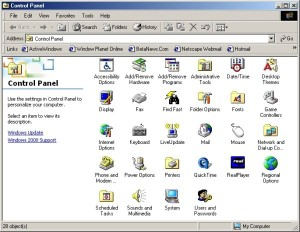 Control Panel
File Edit View Favorites Tools Help
Back Search Folders History
Address Control Panel Go
Links ActiveWindows Window Planet Online BetaNews.Com Netscape Webmail Hotmail
Control Panel
Use the settings in Control Panel to
personalize your computer.
Select an item to view its
description.
Windows Update
Windows 2000 Support
Accessibility Options
Add/Remove Hardware
Add/Remove Programs
Administrative Tools
Date/Time
Desktop Themes
Display
Fax
Find Fast
Folder Options
Fonts
Game Controllers
Internet Options
Keyboard
LiveUpdate
Mail
Mouse
Network and Dial-up Co...
Phone and Modem ...
Power Options
Printers
QuickTime
RealPlayer
Regional Options
Scheduled Tasks
Sounds and Multimedia
System
Users and Passwords
28 object(s) My Computer